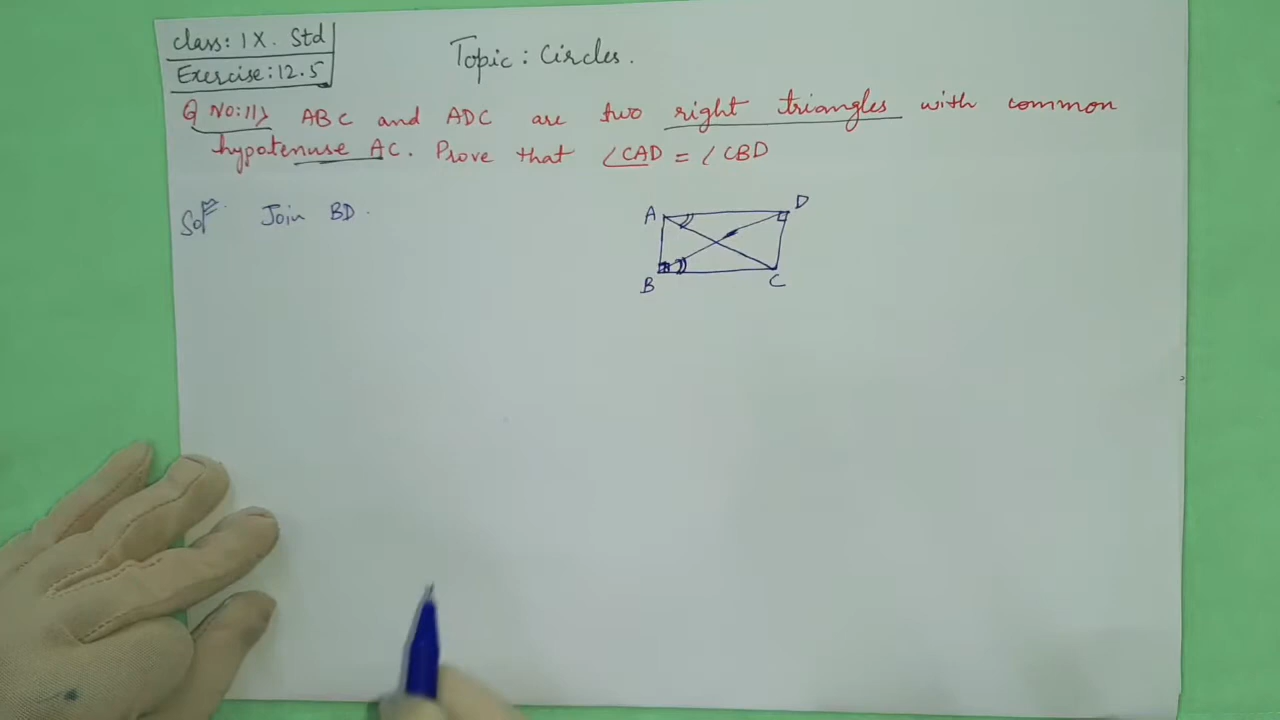 class: IX. Std
Exercise: 12.5
Topic: Circles.
Q No: 11) ABC and ADC are two right triangles with common
hypotenuse AC. Prove that ∠CAD = ∠CBD
Sol Join BD.
A D
B C